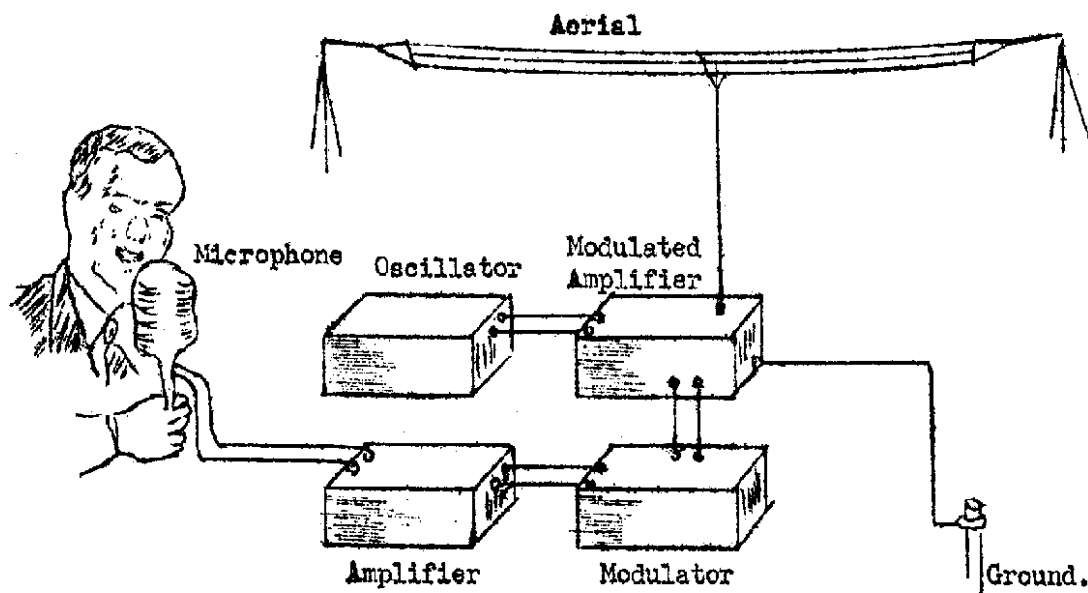 Aerial
Microphone
Oscillator
Modulated
Amplifier
Amplifier
Modulator
Ground.